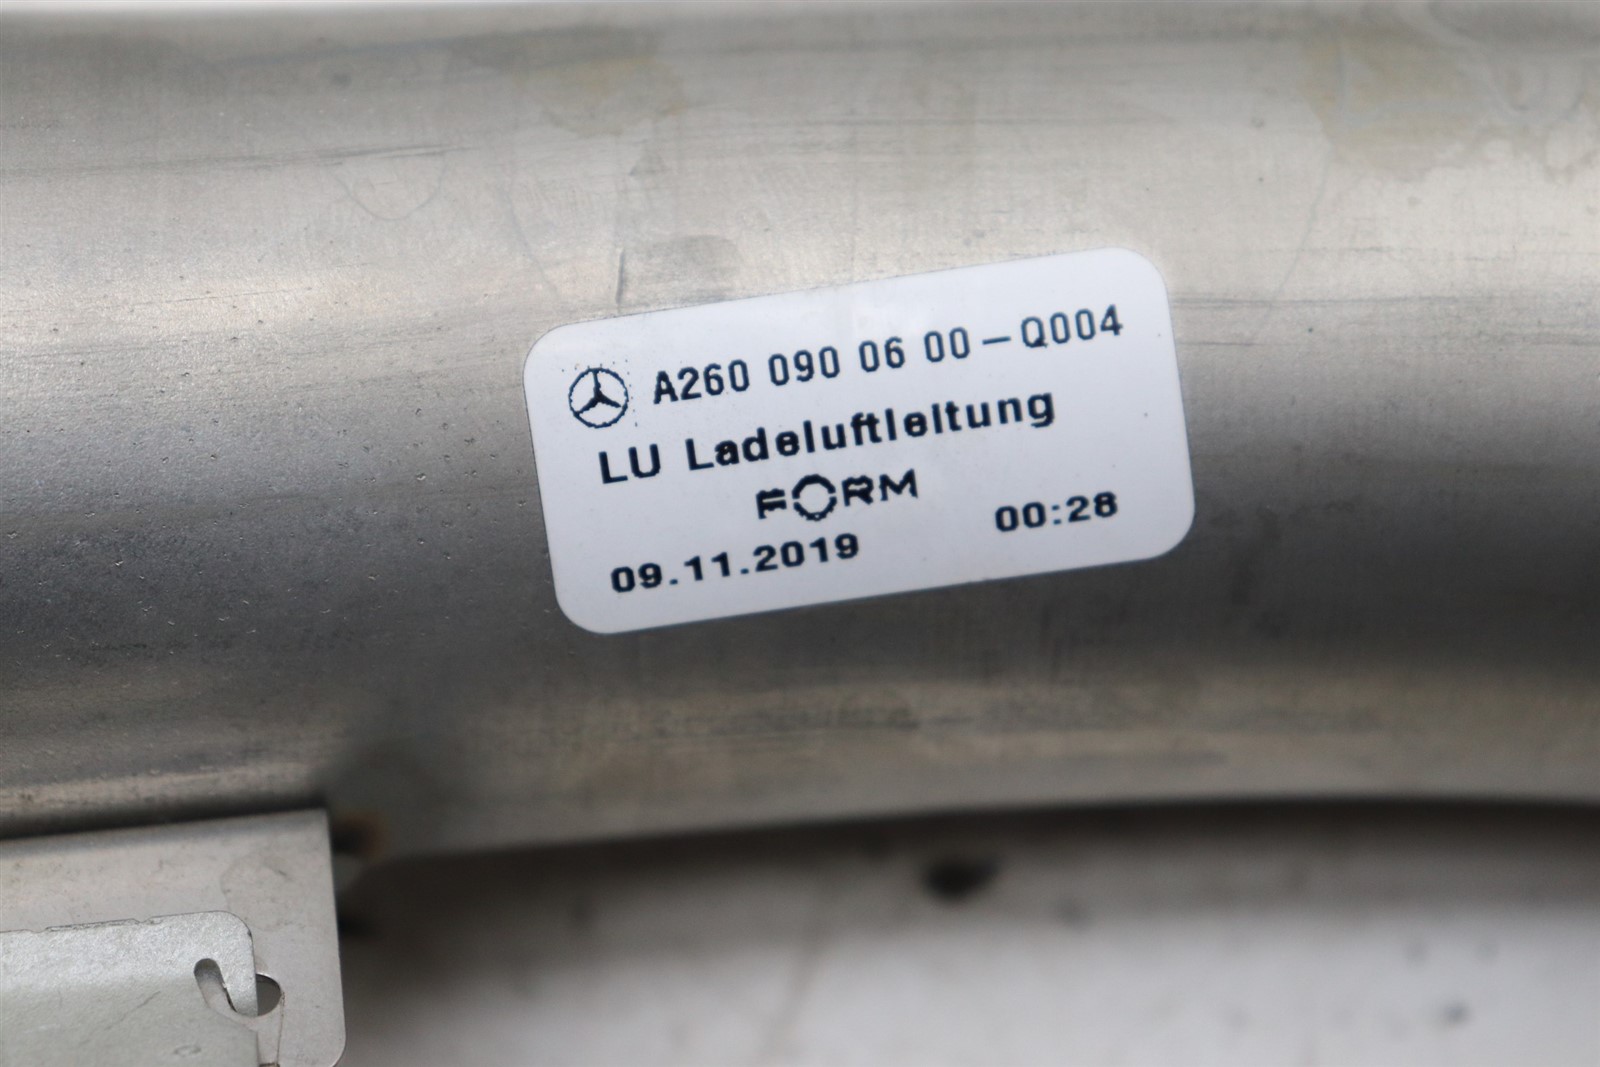 A260 090 06 00-Q004
LU Ladeluftleitung
FORM
09.11.2019 00:28